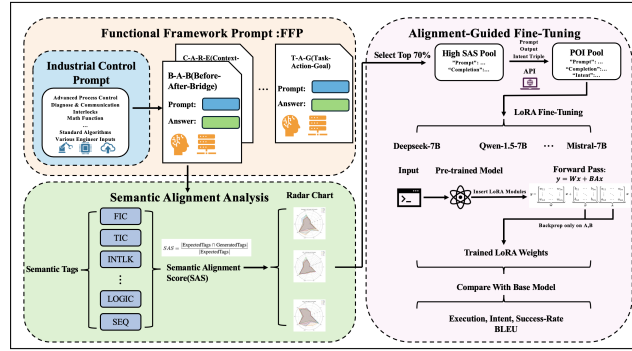 Functional Framework Prompt :FFP
Industrial Control
Prompt
Advanced Process Control
Diagnose & Communication
Interlocks
Math Function
...
Standard Algorithms
Various Engineer Inputs
C-A-R-E(Context-
B-A-B(Before-
After-Bridge)
Prompt:
Answer:
...
T-A-G(Task-
Action-Goal)
Prompt:
Answer:
Semantic Alignment Analysis
Semantic Tags
FIC
TIC
INTLK
LOGIC
SEQ
SAS = |ExpectedTags ∩ GeneratedTags|
|ExpectedTags|
Semantic Alignment
Score(SAS)
Radar Chart
Alignment-Guided Fine-Tuning
Select Top 70%
High SAS Pool
"Prompt": ...
"Completion":...
Prompt
Output
Intent Triple
API
POI Pool
"Prompt":...
"Completion":...
"Intent":...
LoRA Fine-Tuning
Deepseek-7B
Qwen-1.5-7B
...
Mistral-7B
Input
Pre-trained Model
Insert LoRA Modules
Forward Pass:
y = Wx + BAx
Backprop only on A,B
Trained LoRA Weights
Compare With Base Model
Execution, Intent, Success-Rate
BLEU